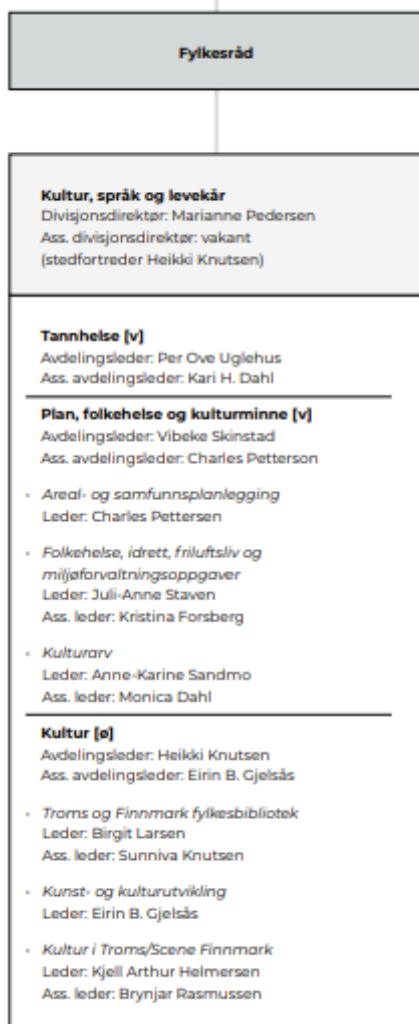 Fylkesråd
Kultur, språk og levekår
Divisjonsdirektør: Marianne Pedersen
Ass. divisjonsdirektør: vakant
(stedfortreder Heikki Knutsen)
Tannhelse [v]
Avdelingsleder: Per Ove Uglehus
Ass. avdelingsleder: Kari H. Dahl
Plan, folkehelse og kulturminne [v]
Avdelingsleder: Vibeke Skinstad
Ass. avdelingsleder: Charles Petterson
- Areal- og samfunnsplanlegging
Leder: Charles Pettersen
- Folkehelse, idrett, friluftsliv og
miljøforvaltningsoppgaver
Leder: Juli-Anne Staven
Ass. leder: Kristina Forsberg
- Kulturarv
Leder: Anne-Karine Sandmo
Ass. leder: Monica Dahl
Kultur [ø]
Avdelingsleder: Heikki Knutsen
Ass. avdelingsleder: Eirin B. Gjelsås
- Troms og Finnmark fylkesbibliotek
Leder: Birgit Larsen
Ass. leder: Sunniva Knutsen
- Kunst- og kulturutvikling
Leder: Eirin B. Gjelsås
- Kultur i Troms/Scene Finnmark
Leder: Kjell Arthur Helmersen
Ass. leder: Brynjar Rasmussen